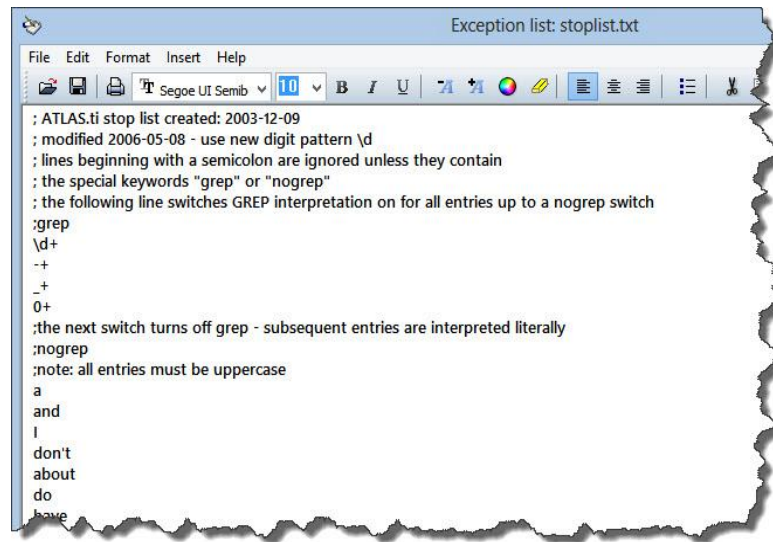 Exception list: stoplist.txt
File Edit Format Insert Help
Segoe UI Semib 10 B I U
; ATLAS.ti stop list created: 2003-12-09
; modified 2006-05-08 - use new digit pattern \d
; lines beginning with a semicolon are ignored unless they contain
; the special keywords "grep" or "nogrep"
; the following line switches GREP interpretation on for all entries up to a nogrep switch
;grep
\d+
-+
_+
0+
;the next switch turns off grep - subsequent entries are interpreted literally
;nogrep
;note: all entries must be uppercase
a
and
I
don't
about
do
have